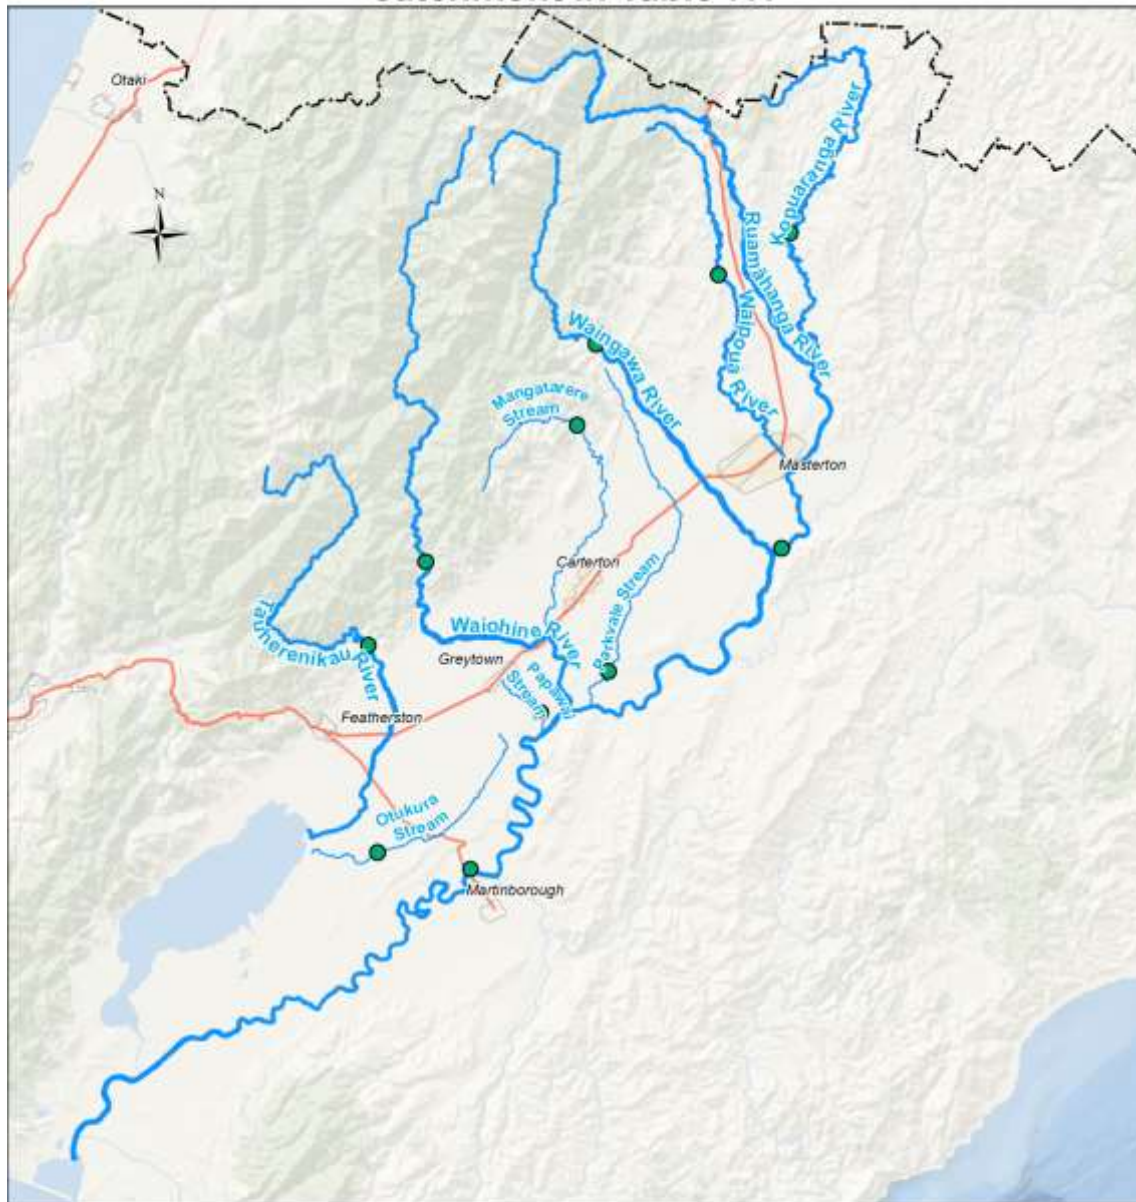 Otaki
N
Kopuaranga River
Ruamāhanga River
Waipoua River
Waingawa River
Mangatarere
Stream
Masterton
Carterton
Parkvale Stream
Tauherenikau River
Waiohine River
Greytown
Papawai
Stream
Featherston
Otukura
Stream
Martinborough